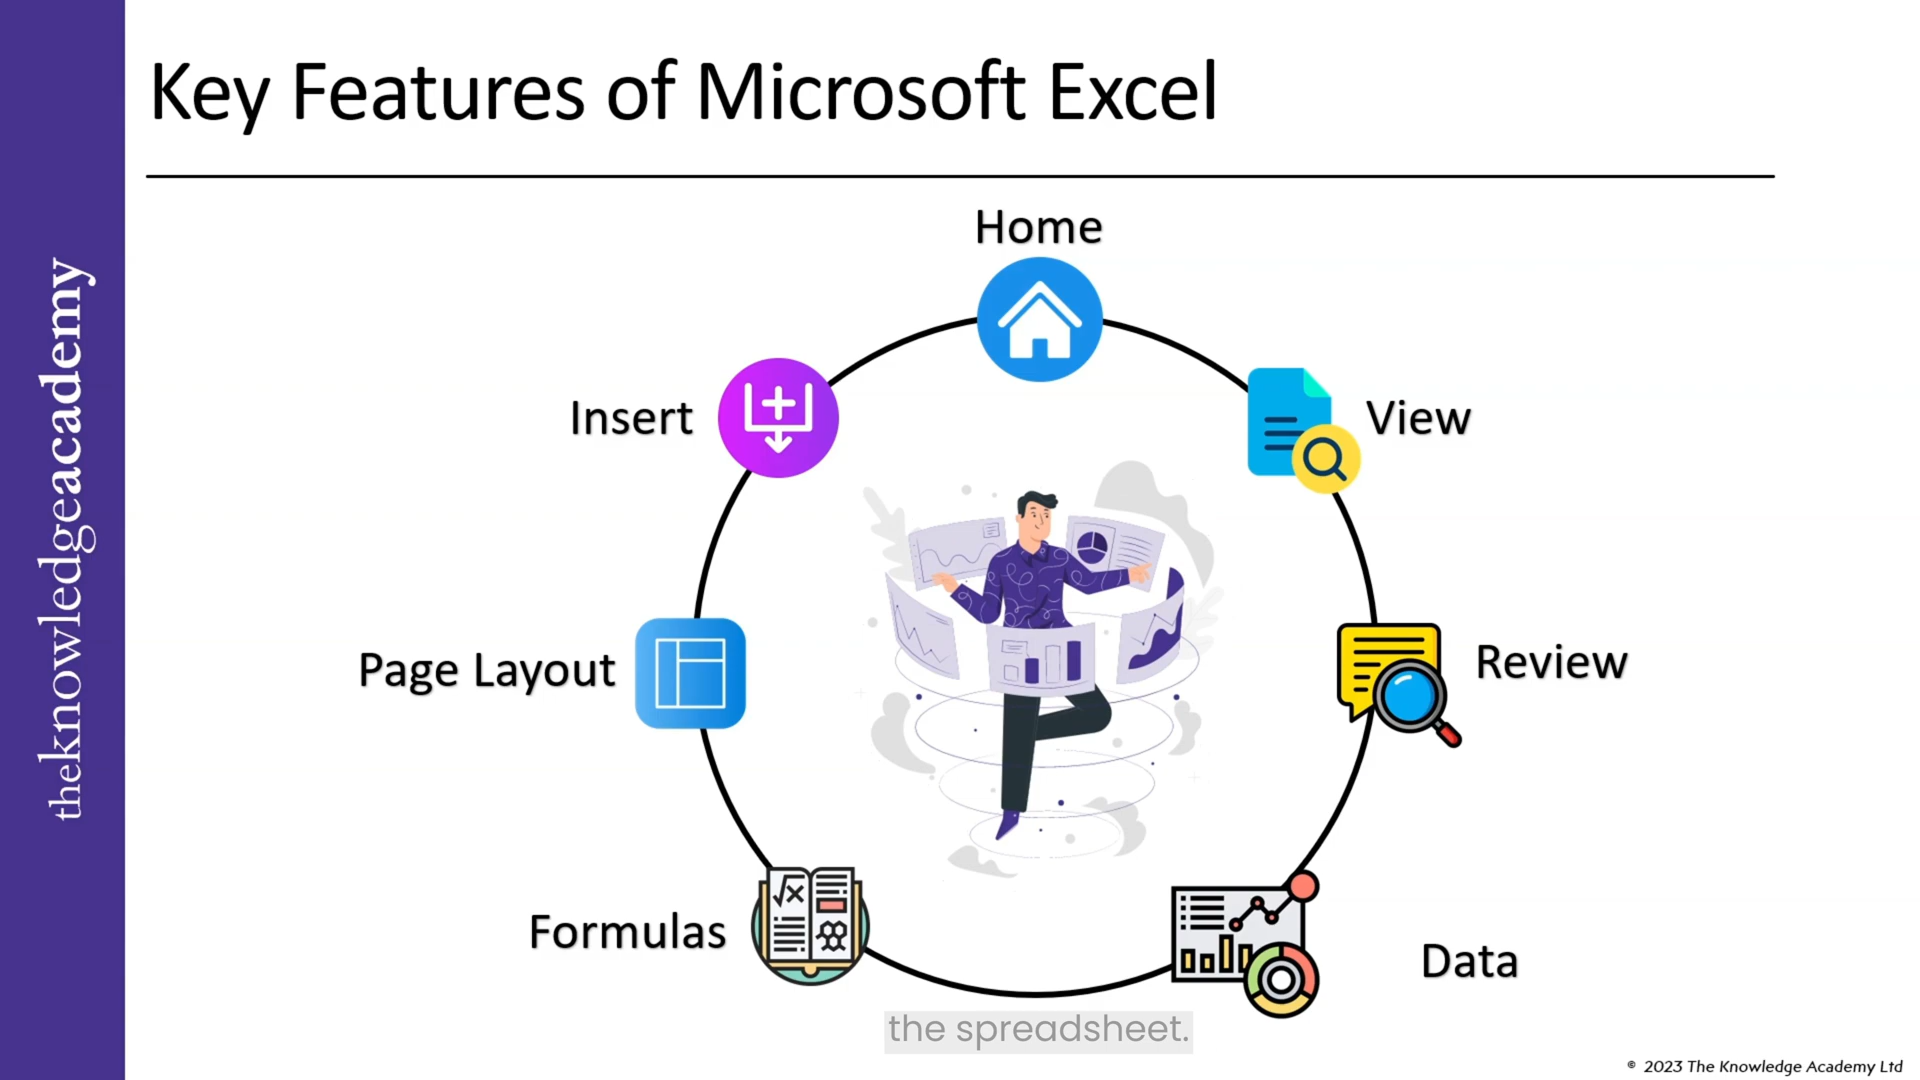 Key Features of Microsoft Excel
theknowledgeacademy
Home
Insert
View
Page Layout
Review
Formulas
Data
the spreadsheet.
© 2023 The Knowledge Academy Ltd